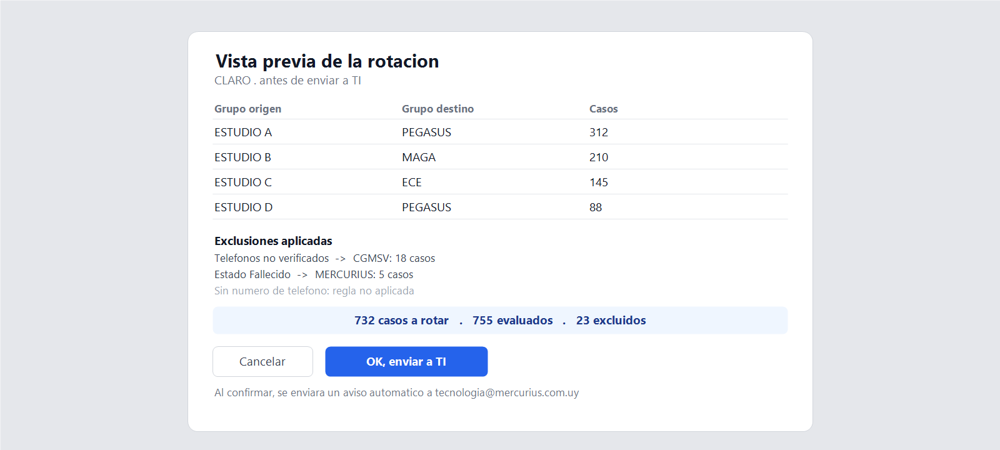 Vista previa de la rotacion
CLARO . antes de enviar a TI
Grupo origen Grupo destino Casos
ESTUDIO A PEGASUS 312
ESTUDIO B MAGA 210
ESTUDIO C ECE 145
ESTUDIO D PEGASUS 88
Exclusiones aplicadas
Telefonos no verificados -> CGMSV: 18 casos
Estado Fallecido -> MERCURIUS: 5 casos
Sin numero de telefono: regla no aplicada
732 casos a rotar . 755 evaluados . 23 excluidos
Cancelar OK, enviar a TI
Al confirmar, se enviara un aviso automatico a tecnologia@mercurius.com.uy